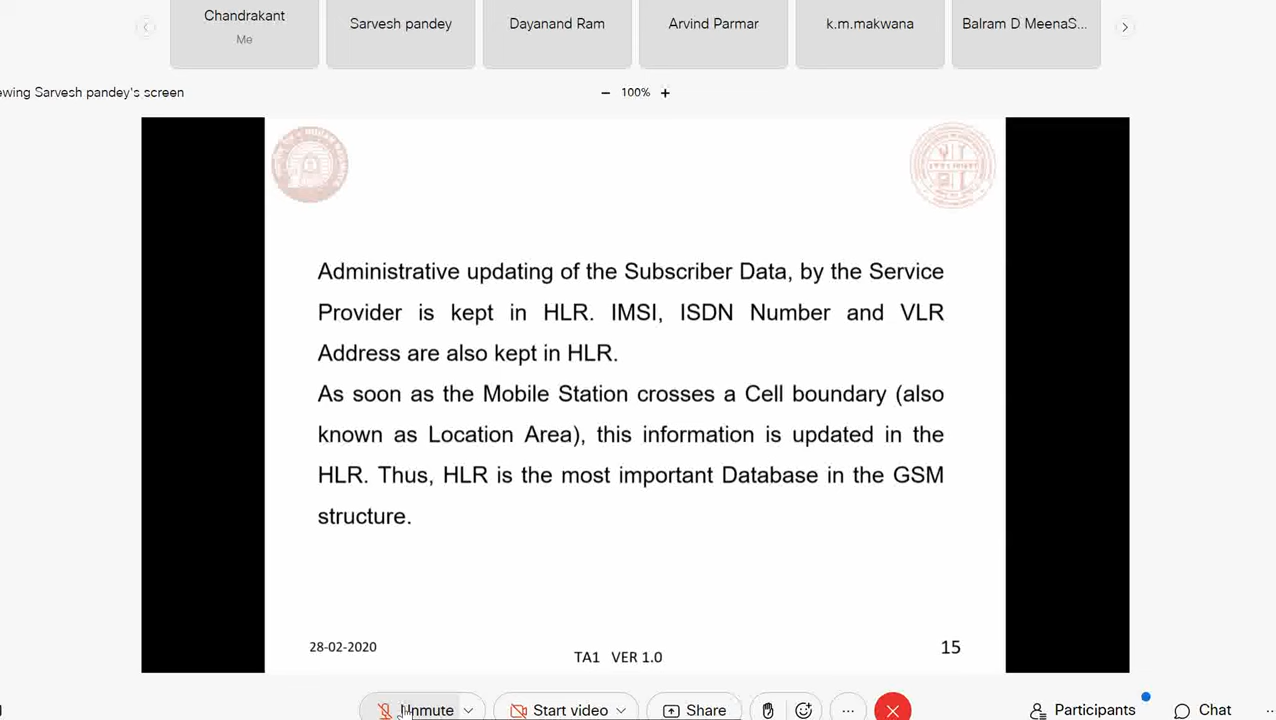 Chandrakant
Me
Sarvesh pandey
Dayanand Ram
Arvind Parmar
k.m.makwana
Balram D MeenaS...
ewing Sarvesh pandey's screen
100%
Administrative updating of the Subscriber Data, by the Service
Provider is kept in HLR. IMSI, ISDN Number and VLR
Address are also kept in HLR.
As soon as the Mobile Station crosses a Cell boundary (also
known as Location Area), this information is updated in the
HLR. Thus, HLR is the most important Database in the GSM
structure.
28-02-2020
TA1 VER 1.0
15
Unmute
Start video
Share
Participants
Chat